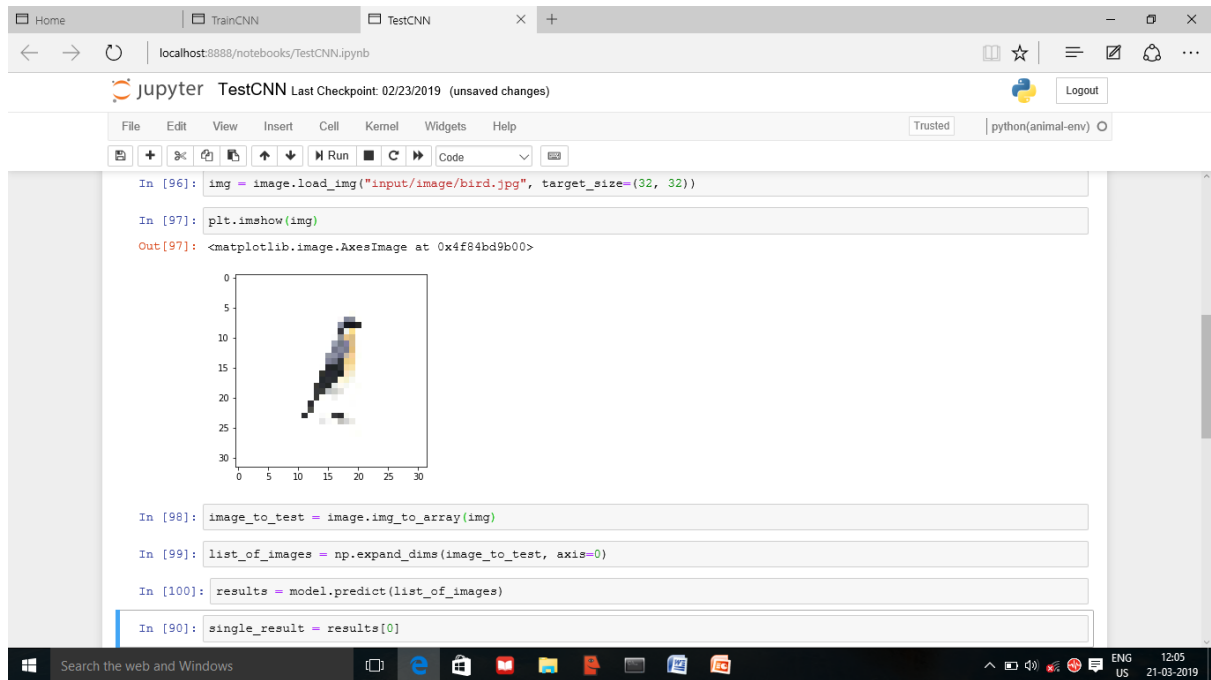 Home TrainCNN TestCNN
localhost:8888/notebooks/TestCNN.ipynb
jupyter TestCNN Last Checkpoint: 02/23/2019 (unsaved changes) Logout
File Edit View Insert Cell Kernel Widgets Help Trusted python(animal-env)
Run Code
In [96]: img = image.load_img("input/image/bird.jpg", target_size=(32, 32))
In [97]: plt.imshow(img)
Out[97]: <matplotlib.image.AxesImage at 0x4f84bd9b00>
0
5
10
15
20
25
30
0 5 10 15 20 25 30
In [98]: image_to_test = image.img_to_array(img)
In [99]: list_of_images = np.expand_dims(image_to_test, axis=0)
In [100]: results = model.predict(list_of_images)
In [90]: single_result = results[0]
Search the web and Windows ENG 12:05
US 21-03-2019